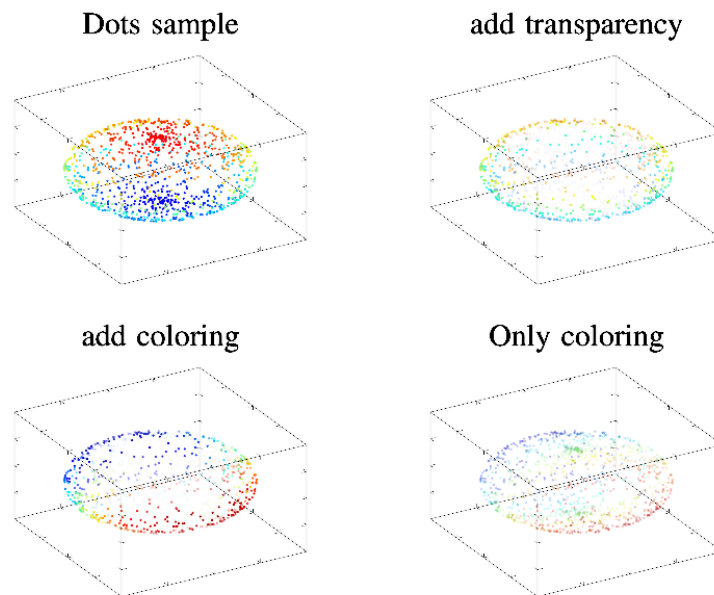 Dots sample
add transparency
add coloring
Only coloring